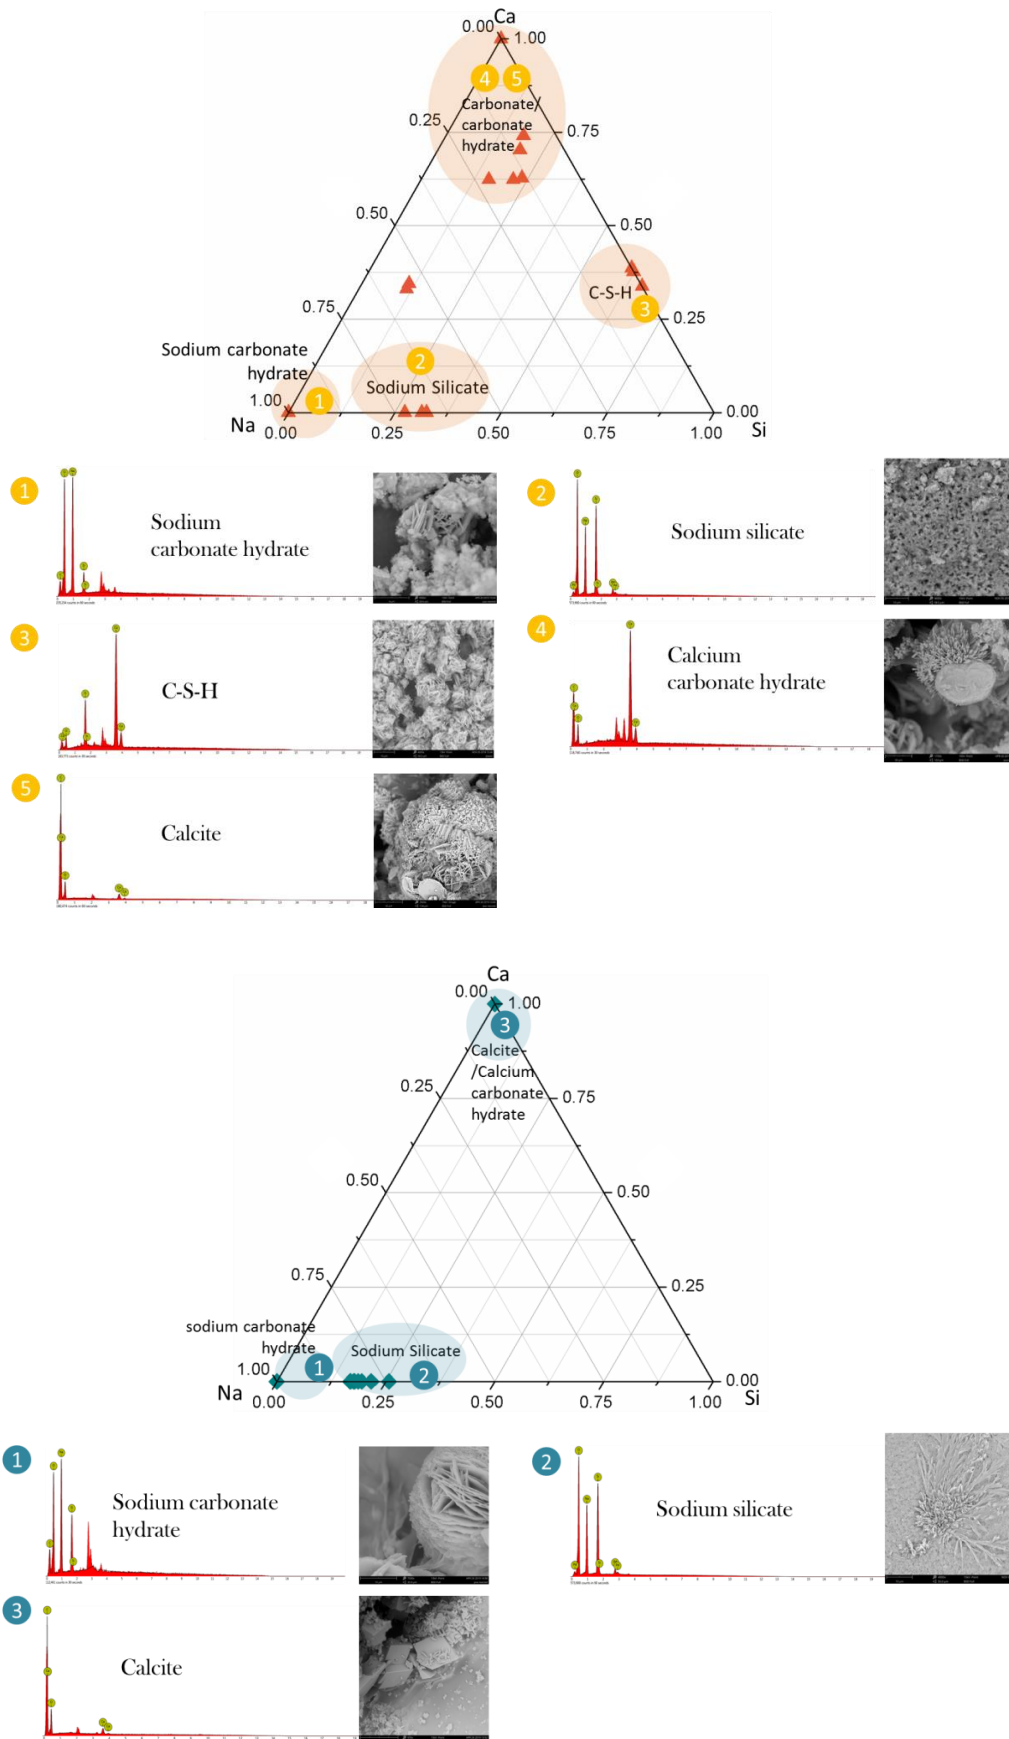 Ca
0.00
1.00
4
5
Carbonate/
carbonate
hydrate
0.25
0.75
0.50
0.50
C-S-H
3
0.75
0.25
Sodium carbonate
hydrate
2
Sodium Silicate
1.00
1
0.00
Na
0.00
0.25
0.50
0.75
1.00
Si
1
Sodium
carbonate hydrate
2
Sodium silicate
3
C-S-H
4
Calcium
carbonate hydrate
5
Calcite
Ca
0.00
1.00
3
Calcite
/Calcium
carbonate
hydrate
0.25
0.75
0.50
0.50
0.75
0.25
sodium carbonate
hydrate
Sodium Silicate
1.00
1
2
0.00
Na
0.00
0.25
0.50
0.75
1.00
Si
1
Sodium carbonate
hydrate
2
Sodium silicate
3
Calcite